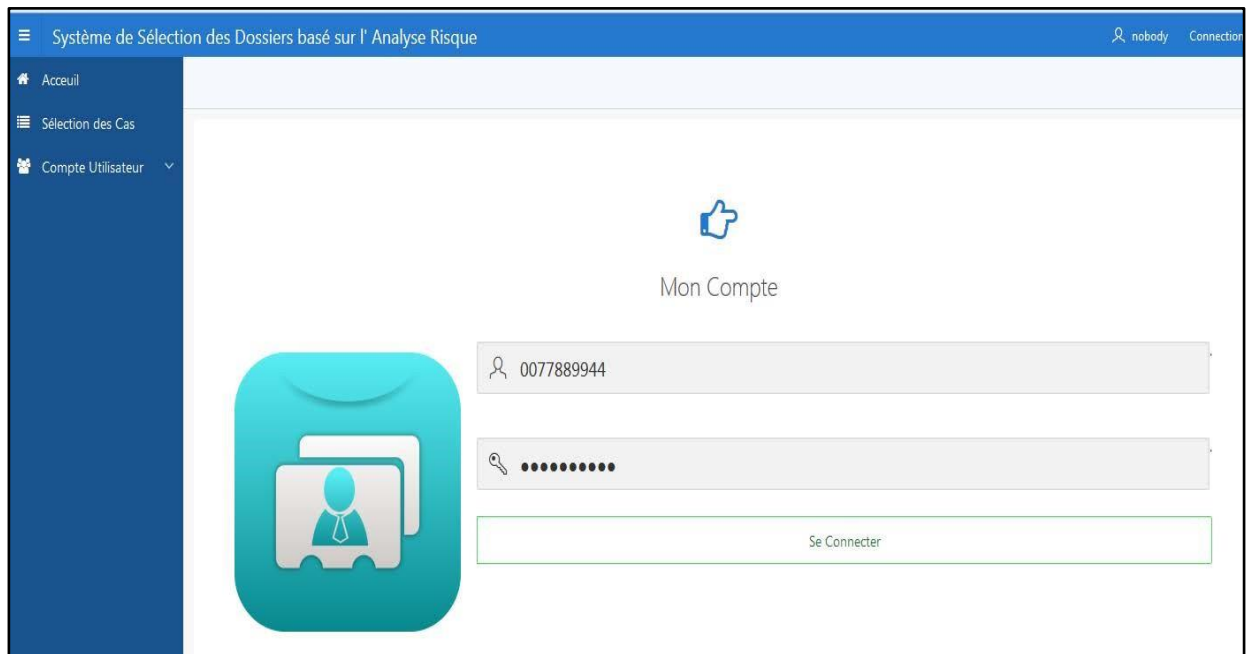 Système de Sélection des Dossiers basé sur l' Analyse Risque
nobody Connection
Acceuil
Sélection des Cas
Compte Utilisateur
Mon Compte
0077889944
••••••••••
Se Connecter